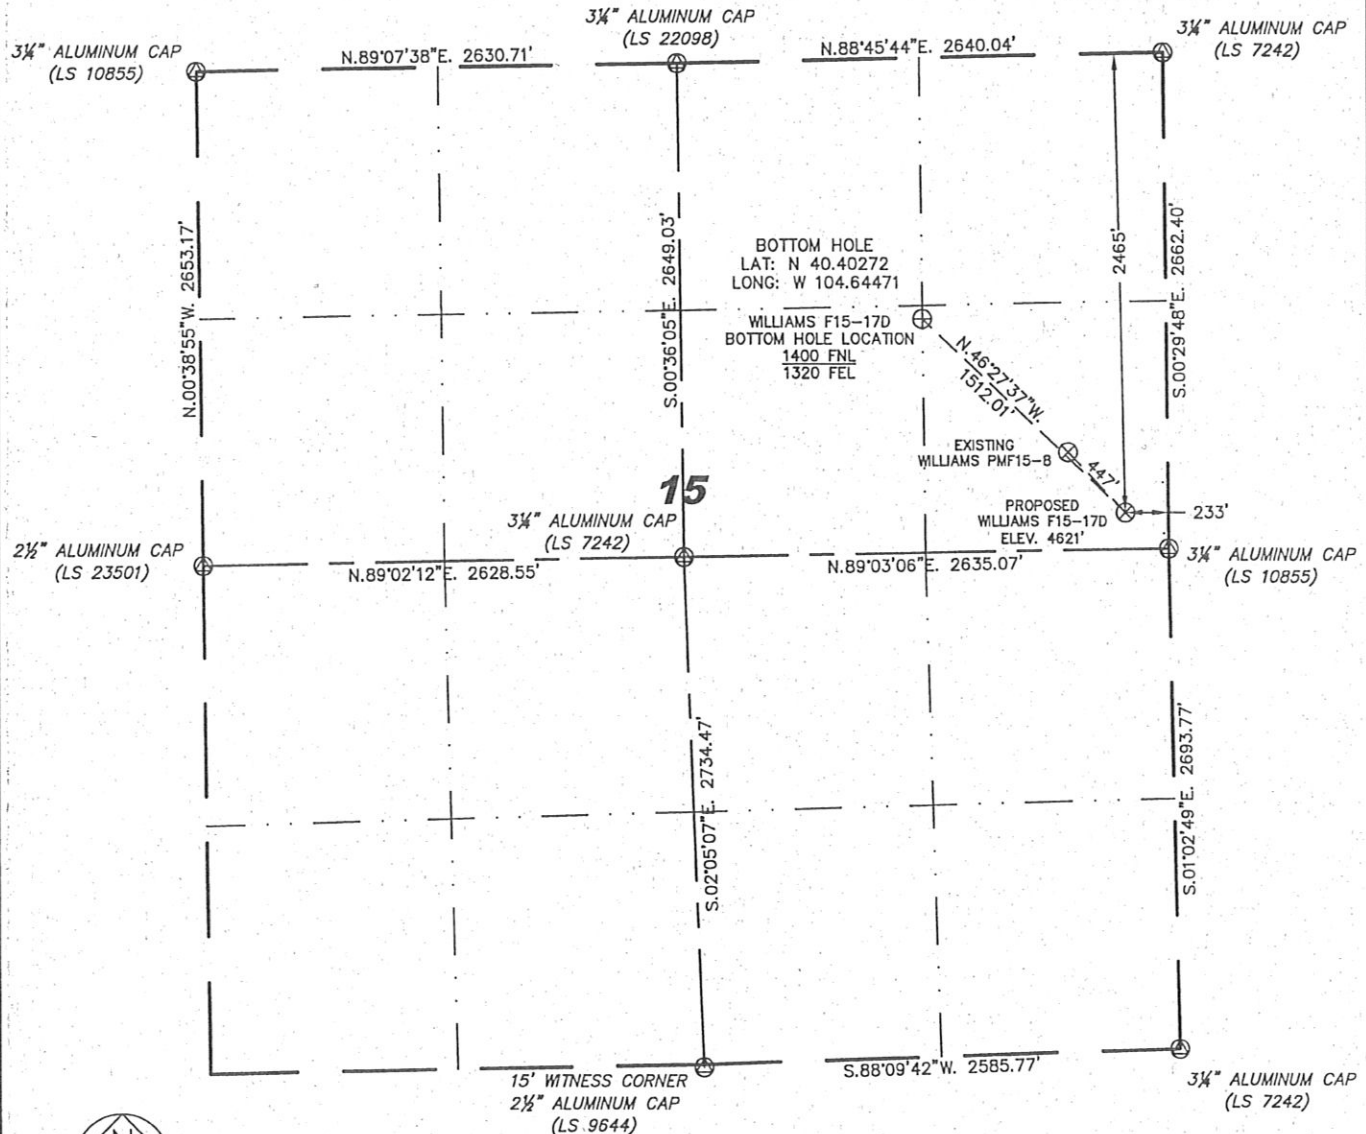 3¼" ALUMINUM CAP
(LS 22098)
3¼" ALUMINUM CAP
(LS 10855)
3¼" ALUMINUM CAP
(LS 7242)
N.89°07'38"E. 2630.71'
N.88°45'44"E. 2640.04'
N.00°38'55"W. 2653.17'
S.00°36'05"E. 2649.03'
2465'
S.00°29'48"E. 2662.40'
BOTTOM HOLE
LAT: N 40.40272
LONG: W 104.64471
WILLIAMS F15-17D
BOTTOM HOLE LOCATION
1400 FNL
1320 FEL
N.46°27'37"W.
1512.01'
EXISTING
WILLIAMS PMF15-8
447'
PROPOSED
WILLIAMS F15-17D
ELEV. 4621'
233'
15
3¼" ALUMINUM CAP
(LS 7242)
2½" ALUMINUM CAP
(LS 23501)
3¼" ALUMINUM CAP
(LS 10855)
N.89°02'12"E. 2628.55'
N.89°03'06"E. 2635.07'
S.02°05'07"E. 2734.47'
S.01°02'49"E. 2693.77'
S.88°09'42"W. 2585.77'
15' WITNESS CORNER
2½" ALUMINUM CAP
(LS 9644)
3¼" ALUMINUM CAP
(LS 7242)
N